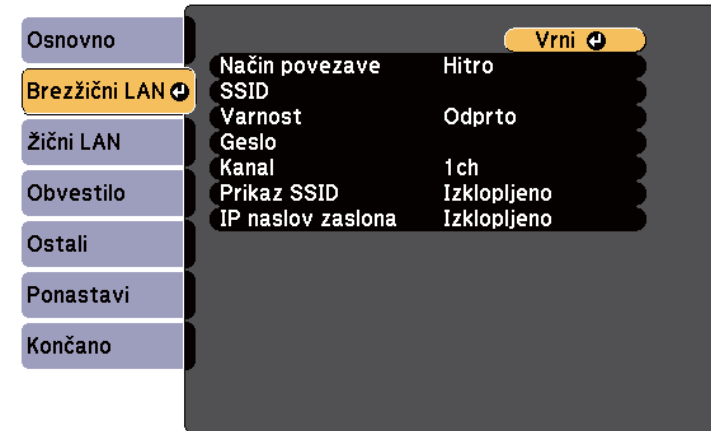 Osnovno
Brezžični LAN
Žični LAN
Obvestilo
Ostali
Ponastavi
Končano
Vrni
Način povezave Hitro
SSID
Varnost Odprto
Geslo
Kanal 1ch
Prikaz SSID Izklopljeno
IP naslov zaslona Izklopljeno